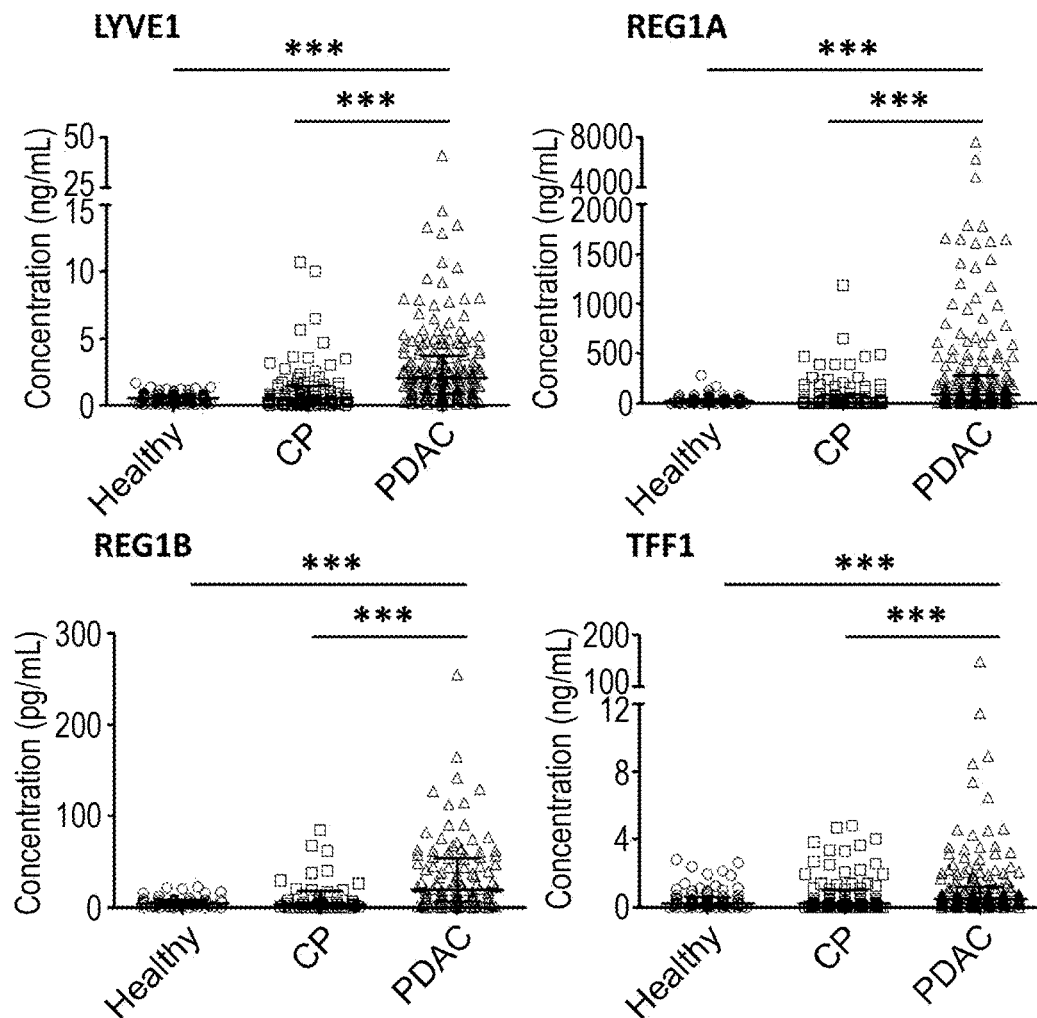 LYVE1
***
***
Concentration (ng/mL)
50
25
15
10
5
0
Healthy
CP
PDAC
REG1A
***
***
Concentration (ng/mL)
8000
4000
2000
1500
1000
500
0
Healthy
CP
PDAC
REG1B
***
***
Concentration (pg/mL)
300
200
100
0
Healthy
CP
PDAC
TFF1
***
***
Concentration (ng/mL)
200
100
12
8
4
0
Healthy
CP
PDAC